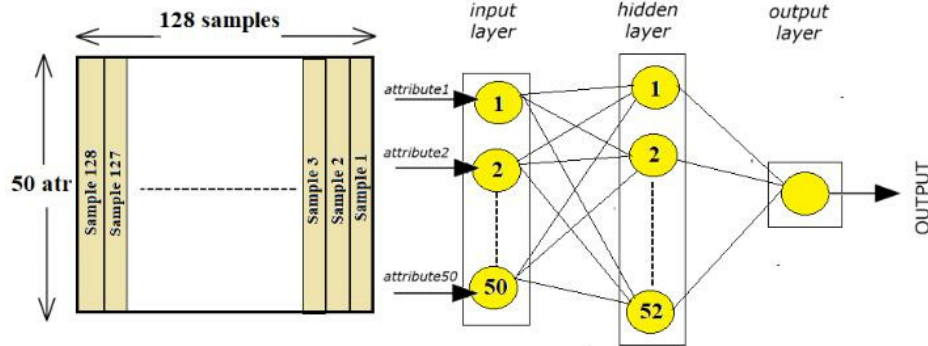 128 samples
50 atr
Sample 128
Sample 127
Sample 3
Sample 2
Sample 1
input
layer
hidden
layer
output
layer
attribute1
attribute2
attribute50
1
2
50
1
2
52
OUTPUT